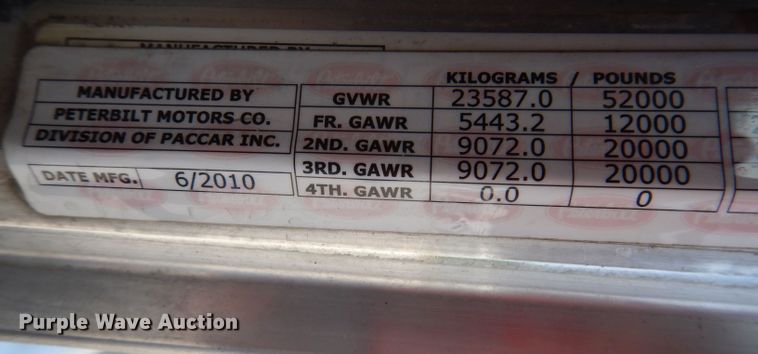 MANUFACTURED BY
KILOGRAMS / POUNDS
MANUFACTURED BY
PETERBILT MOTORS CO.
DIVISION OF PACCAR INC.
DATE MFG. 6/2010
GVWR 23587.0 52000
FR. GAWR 5443.2 12000
2ND. GAWR 9072.0 20000
3RD. GAWR 9072.0 20000
4TH. GAWR 0.0 0
Purple Wave Auction